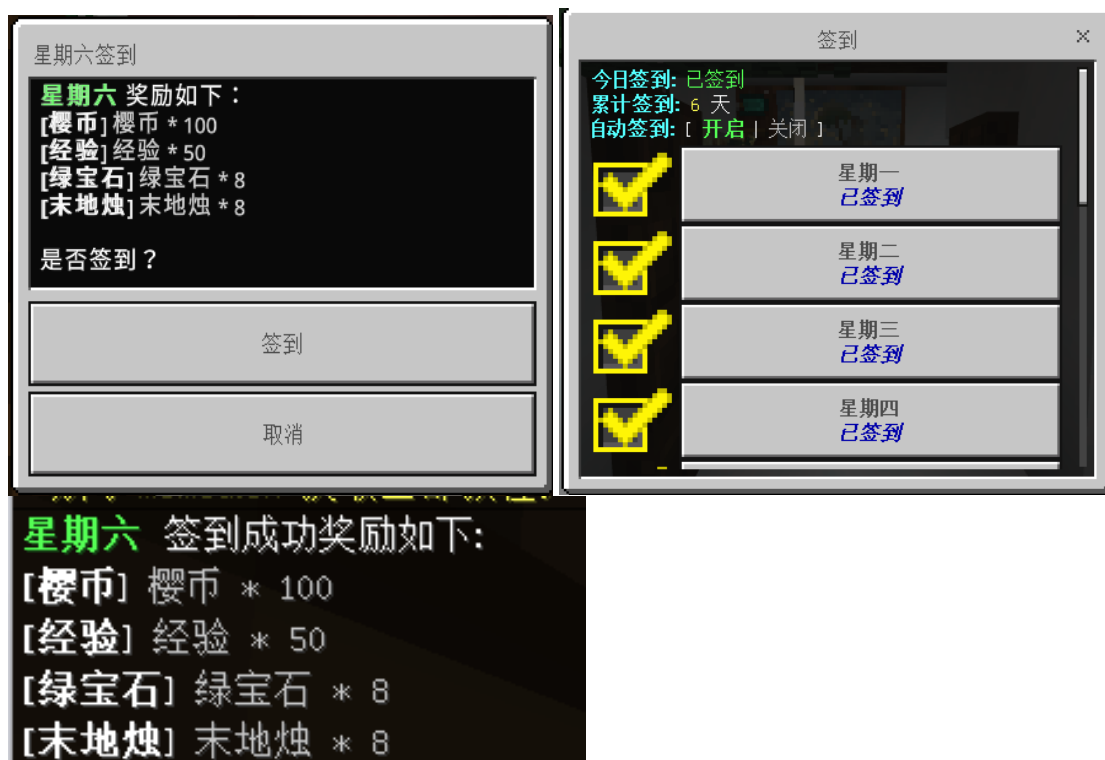 星期六签到
星期六 奖励如下：
[樱币] 樱币 * 100
[经验] 经验 * 50
[绿宝石] 绿宝石 * 8
[末地烛] 末地烛 * 8
是否签到？
签到
取消
签到
今日签到: 已签到
累计签到: 6 天
自动签到: [ 开启 | 关闭 ]
星期一
已签到
星期二
已签到
星期三
已签到
星期四
已签到
星期六 签到成功奖励如下:
[樱币] 樱币 * 100
[经验] 经验 * 50
[绿宝石] 绿宝石 * 8
[末地烛] 末地烛 * 8